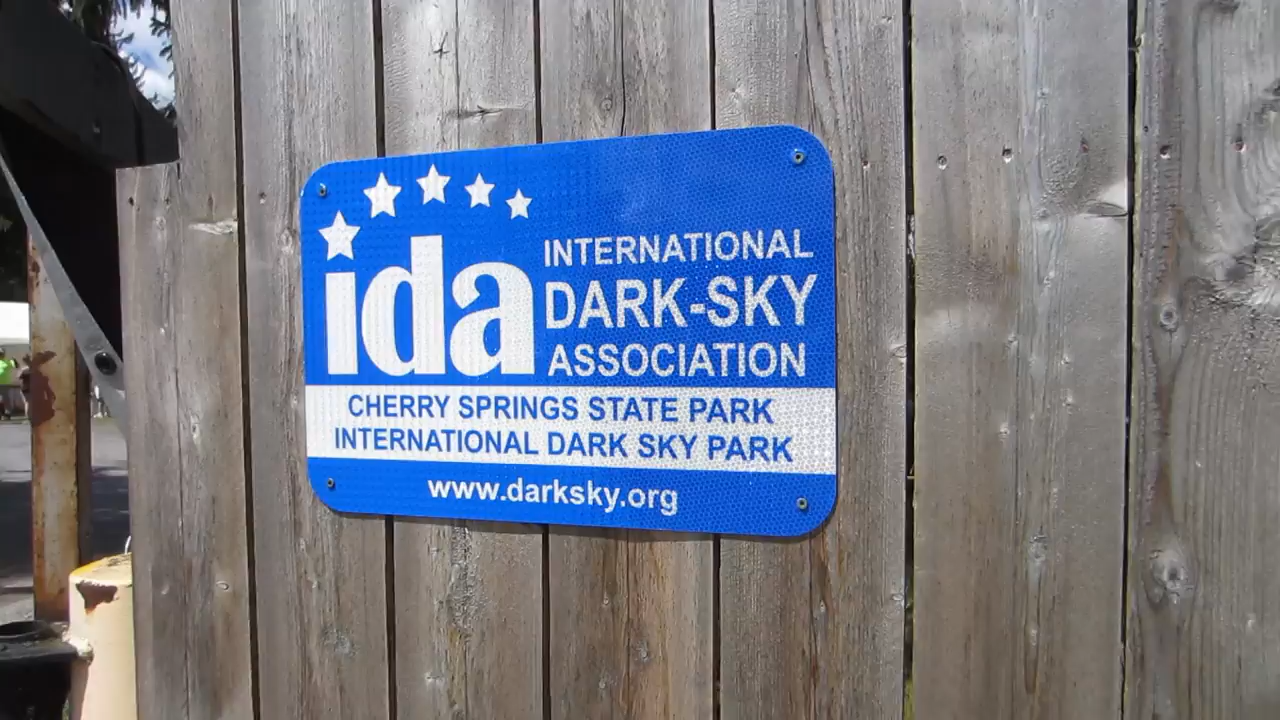 ida
INTERNATIONAL
DARK-SKY
ASSOCIATION
CHERRY SPRINGS STATE PARK
INTERNATIONAL DARK SKY PARK
www.darksky.org